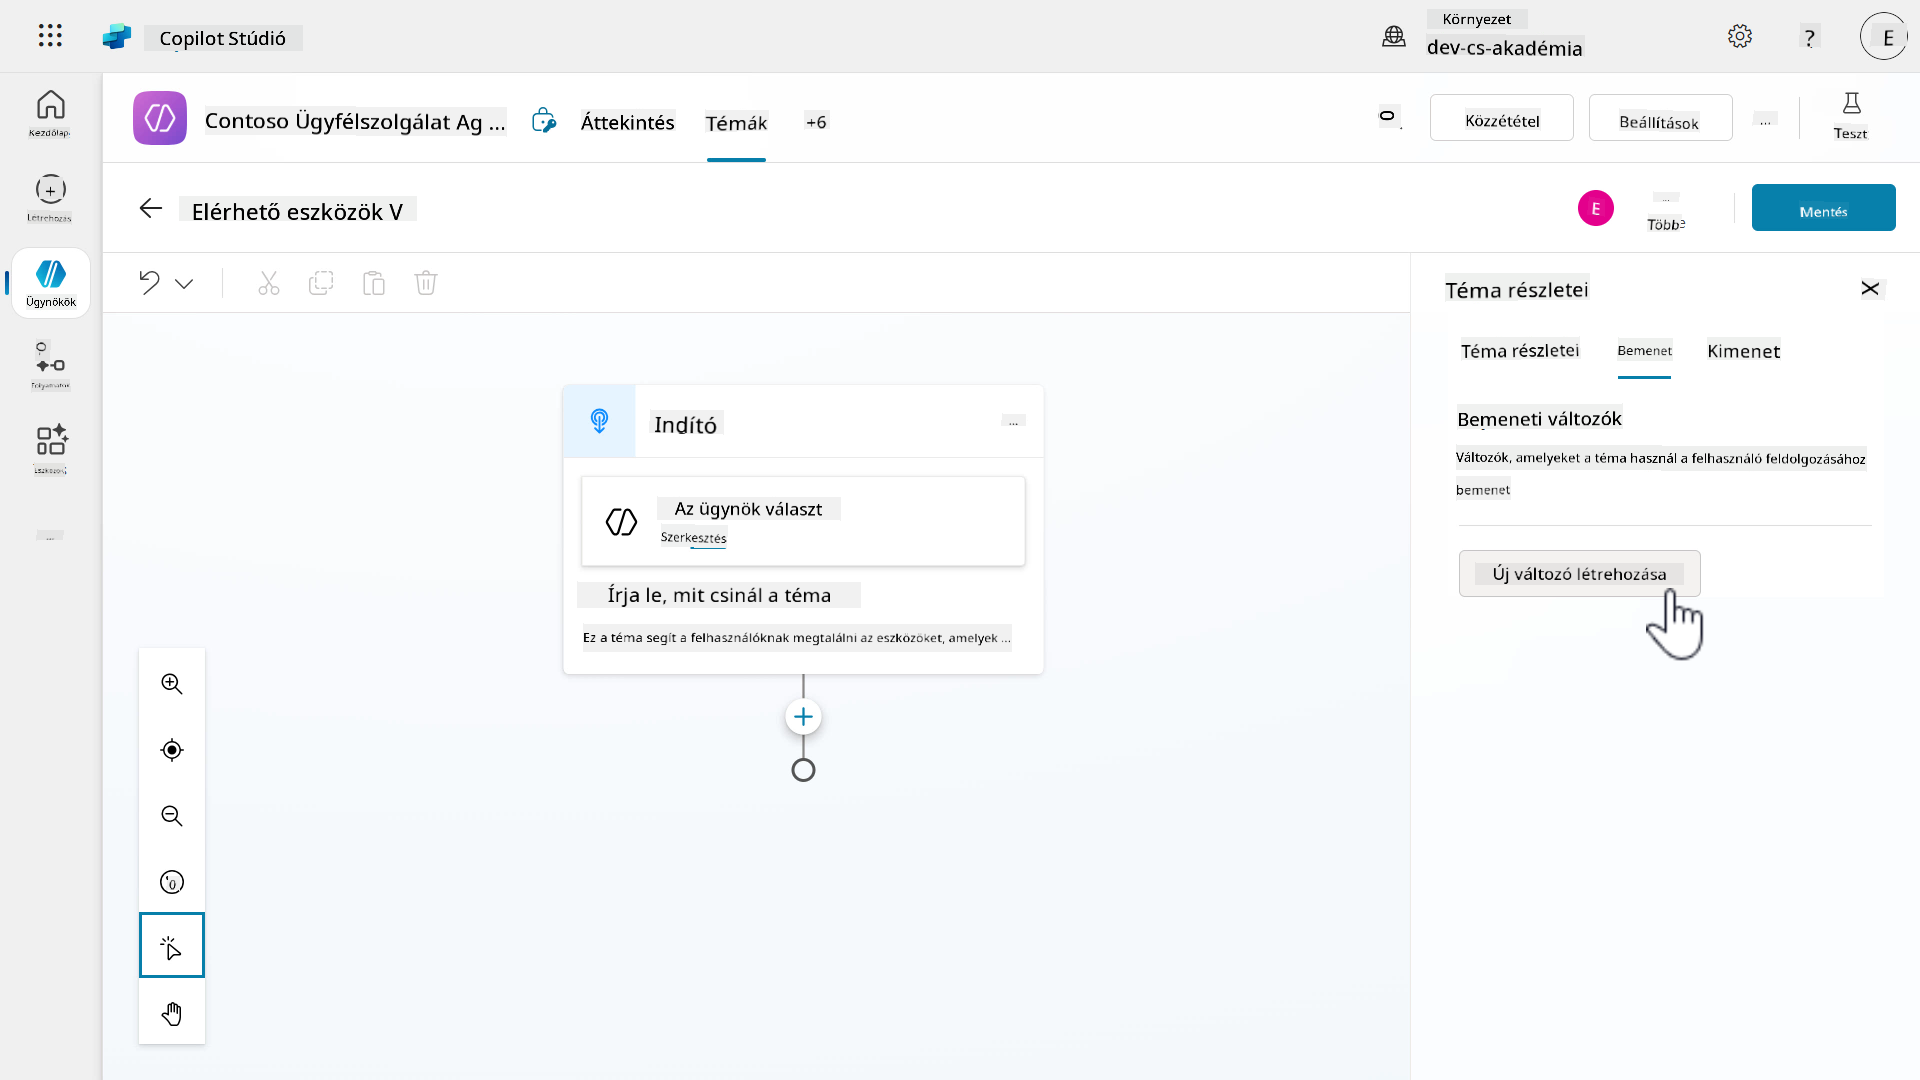 Copilot Stúdió
Környezet
dev-cs-akadémia
?
E
Kezdőlap
Létrehozás
Ügynökök
Folyamatok
Eszközök
...
Contoso Ügyfélszolgálat Ag ...
Áttekintés
Témák
+6
Közzététel
Beállítások
...
Teszt
Elérhető eszközök V
E
...
Több
Mentés
Indító
...
Az ügynök választ
Szerkesztés
Írja le, mit csinál a téma
Ez a téma segít a felhasználóknak megtalálni az eszközöket, amelyek ...
Téma részletei
Téma részletei
Bemenet
Kimenet
Bemeneti változók
Változók, amelyeket a téma használ a felhasználó feldolgozásához
bemenet
Új változó létrehozása